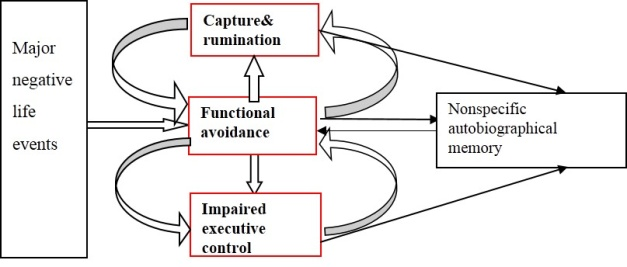 Major
negative
life
events
Capture&
rumination
Functional
avoidance
Impaired
executive
control
Nonspecific
autobiographical
memory